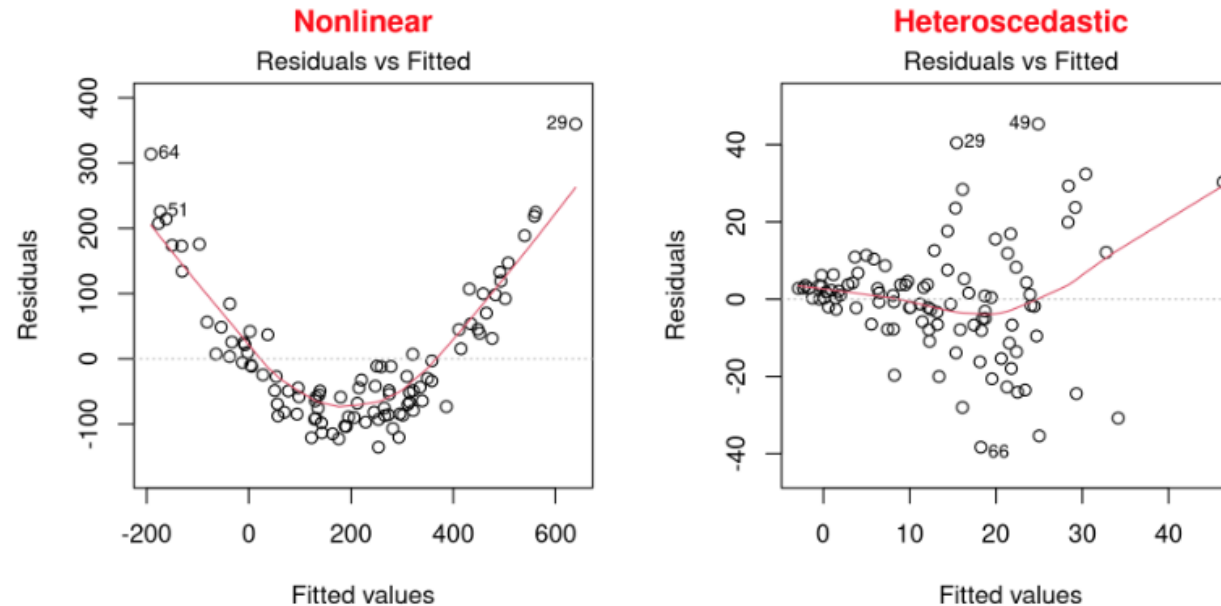 Nonlinear
Residuals vs Fitted
400
300
200
100
0
-100
Residuals
64
51
29
-200 0 200 400 600
Fitted values
Heteroscedastic
Residuals vs Fitted
40
20
0
-20
-40
Residuals
49
29
66
0 10 20 30 40
Fitted values